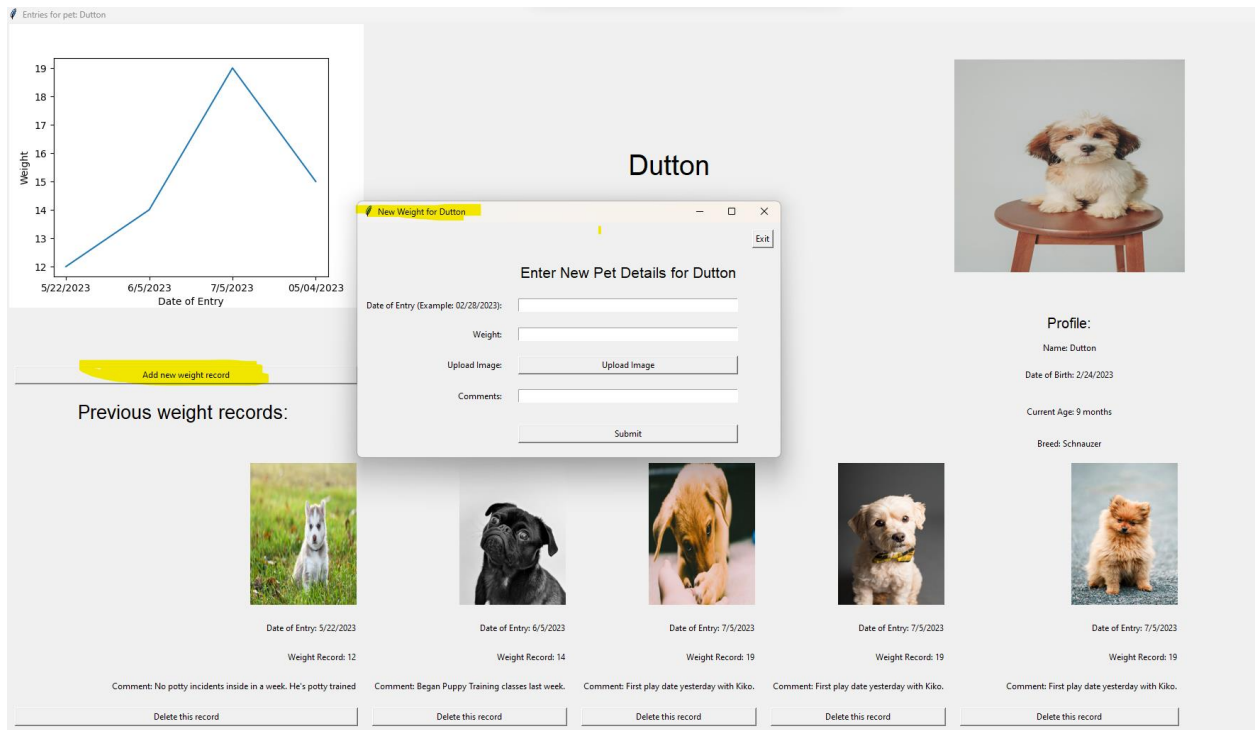 Entries for pet: Dutton
19
18
17
16
15
14
13
12
Weight
5/22/2023 6/5/2023 7/5/2023 05/04/2023
Date of Entry
Dutton
New Weight for Dutton
Exit
Enter New Pet Details for Dutton
Date of Entry (Example: 02/28/2023):
Weight:
Upload Image: Upload Image
Comments:
Submit
Add new weight record
Previous weight records:
Profile:
Name: Dutton
Date of Birth: 2/24/2023
Current Age: 9 months
Breed: Schnauzer
Date of Entry: 5/22/2023 Date of Entry: 6/5/2023 Date of Entry: 7/5/2023 Date of Entry: 7/5/2023 Date of Entry: 7/5/2023
Weight Record: 12 Weight Record: 14 Weight Record: 19 Weight Record: 19 Weight Record: 19
Comment: No potty incidents inside in a week. He's potty trained Comment: Began Puppy Training classes last week. Comment: First play date yesterday with Kiko. Comment: First play date yesterday with Kiko. Comment: First play date yesterday with Kiko.
Delete this record Delete this record Delete this record Delete this record Delete this record